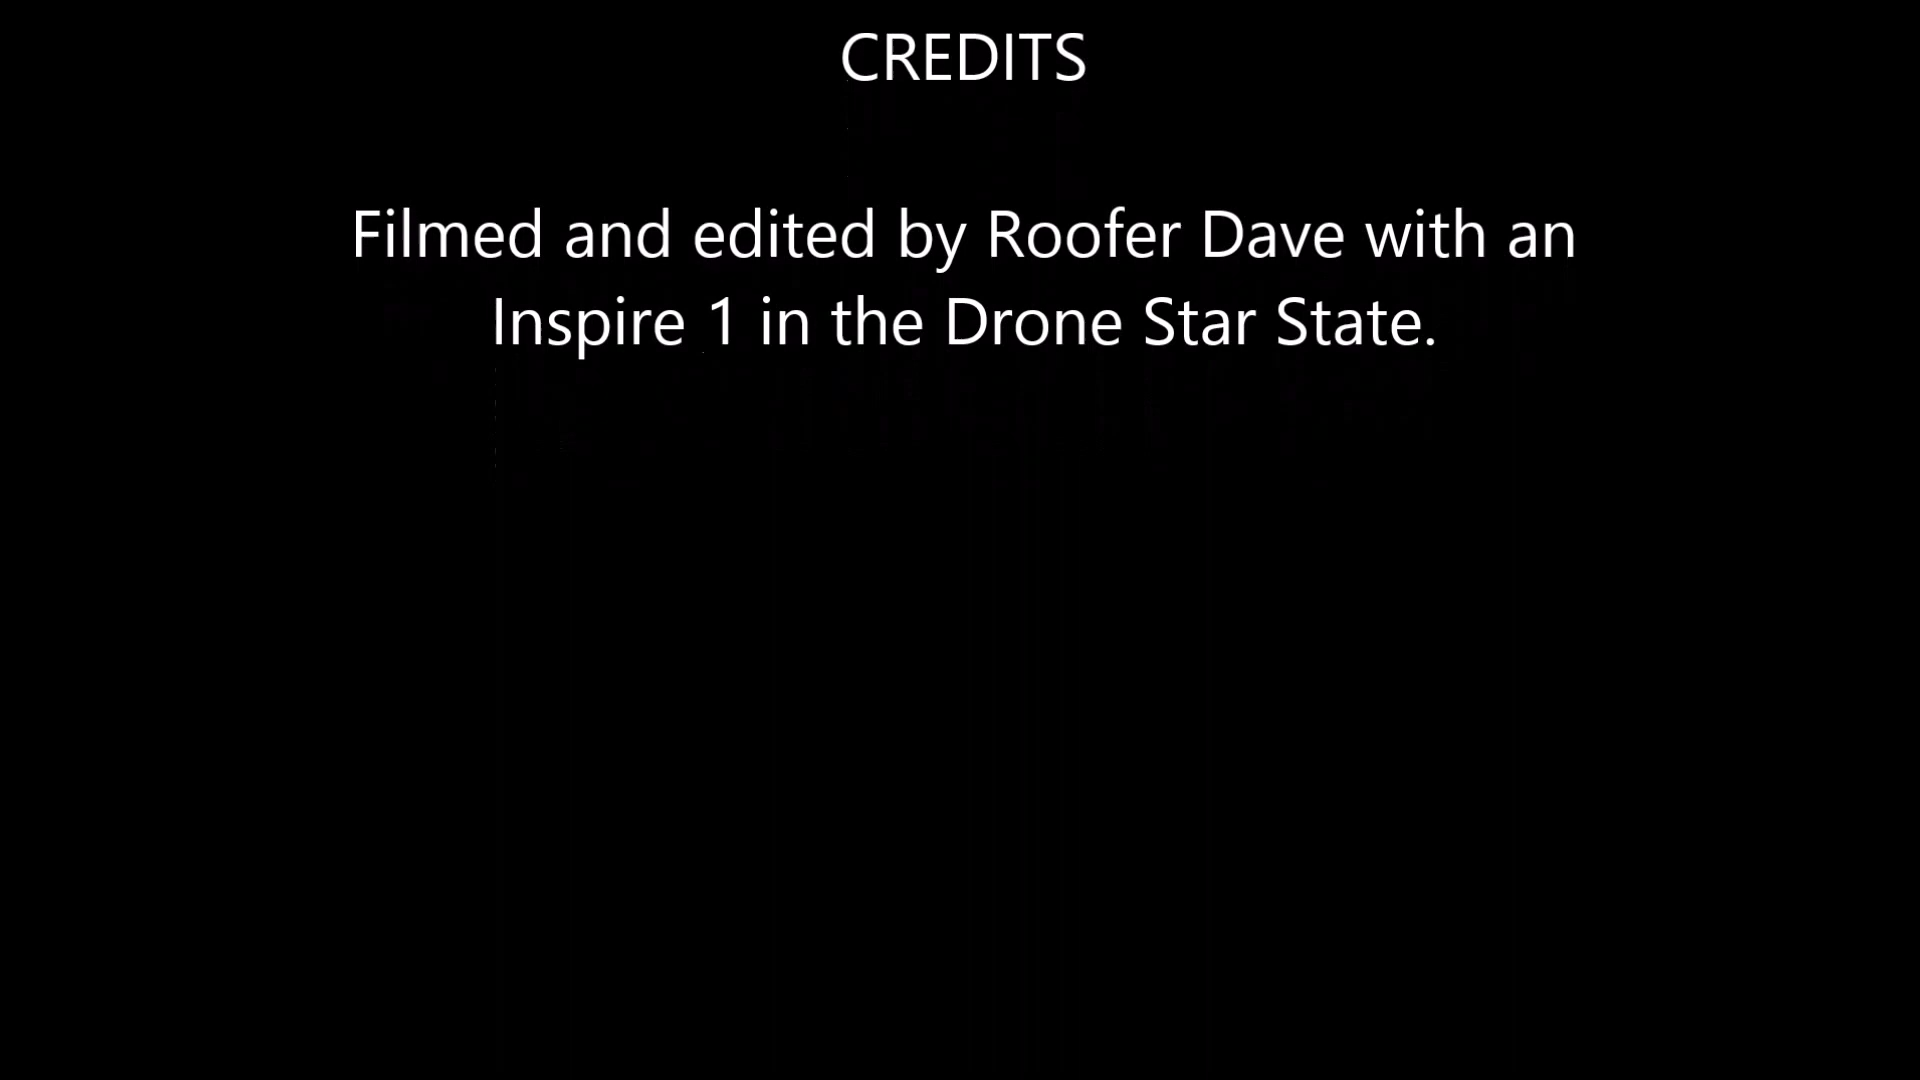 CREDITS
Filmed and edited by Roofer Dave with an
Inspire 1 in the Drone Star State.